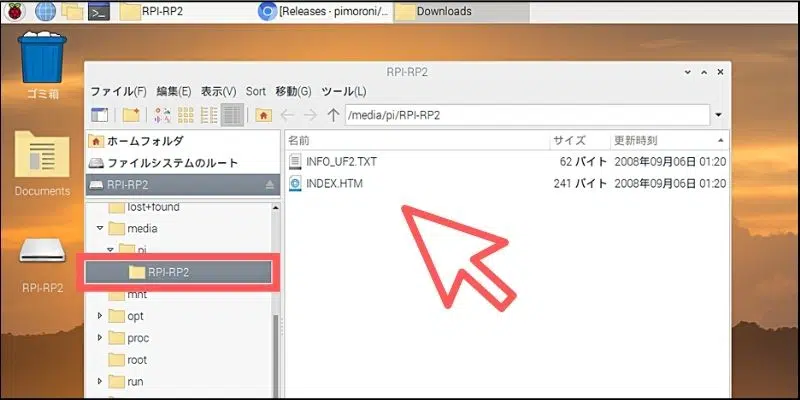 RPI-RP2
[Releases · pimoroni/...
Downloads
RPI-RP2
ゴミ箱
ファイル(F) 編集(E) 表示(V) Sort 移動(G) ツール(L)
/media/pi/RPI-RP2
ホームフォルダ
ファイルシステムのルート
RPI-RP2
名前 サイズ 更新時刻
INFO_UF2.TXT 62 バイト 2008年09月06日 01:20
INDEX.HTM 241 バイト 2008年09月06日 01:20
Documents
RPI-RP2
lost+found
media
pi
RPI-RP2
mnt
opt
proc
root
run